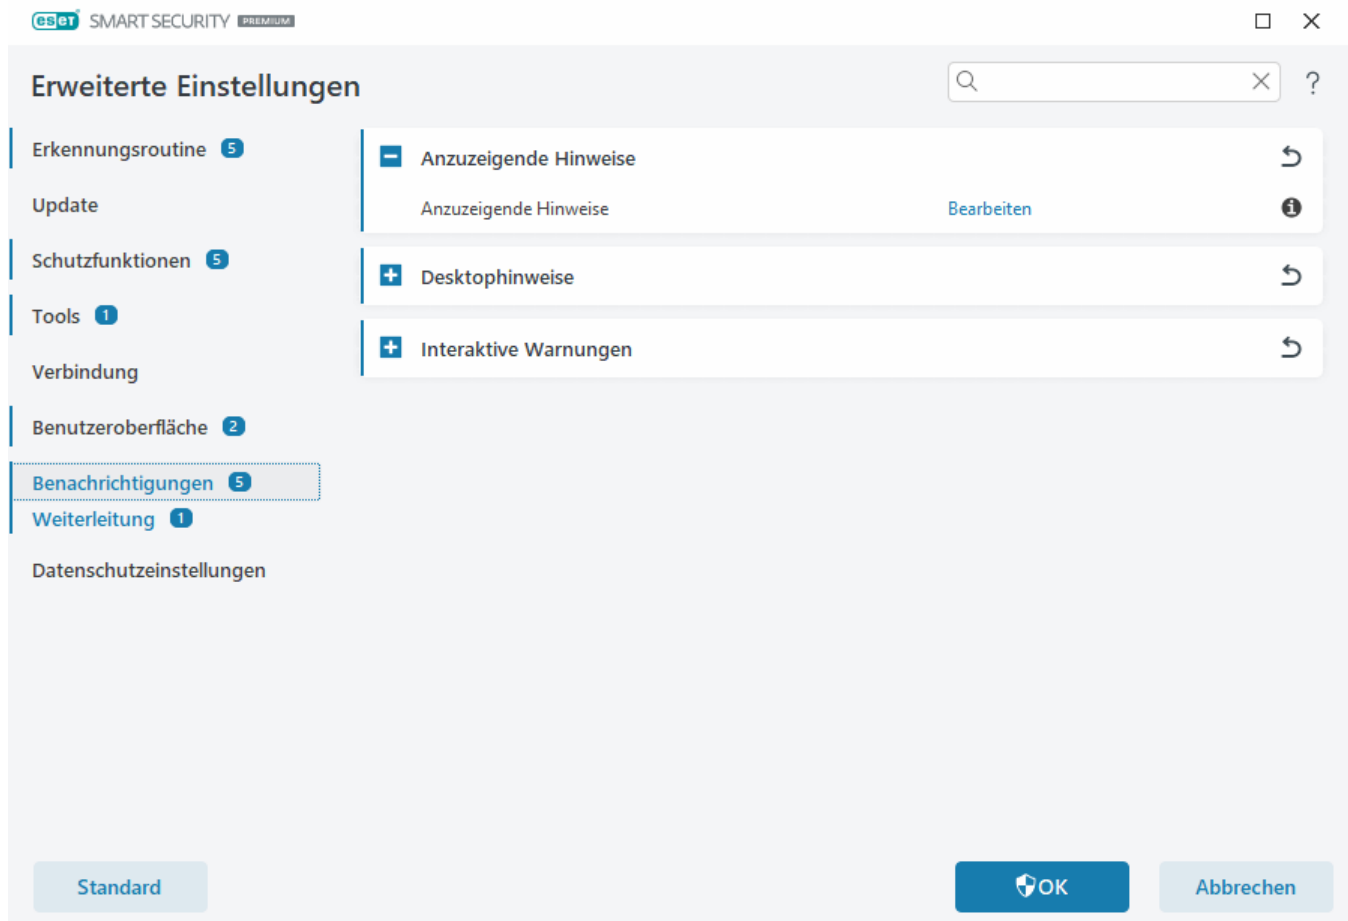 eset SMART SECURITY PREMIUM
Erweiterte Einstellungen
?
Erkennungsroutine 5
Update
Schutzfunktionen 5
Tools 1
Verbindung
Benutzeroberfläche 2
Benachrichtigungen 5
Weiterleitung 1
Datenschutzeinstellungen
Anzuzeigende Hinweise
Anzuzeigende Hinweise Bearbeiten
Desktophinweise
Interaktive Warnungen
Standard
OK
Abbrechen